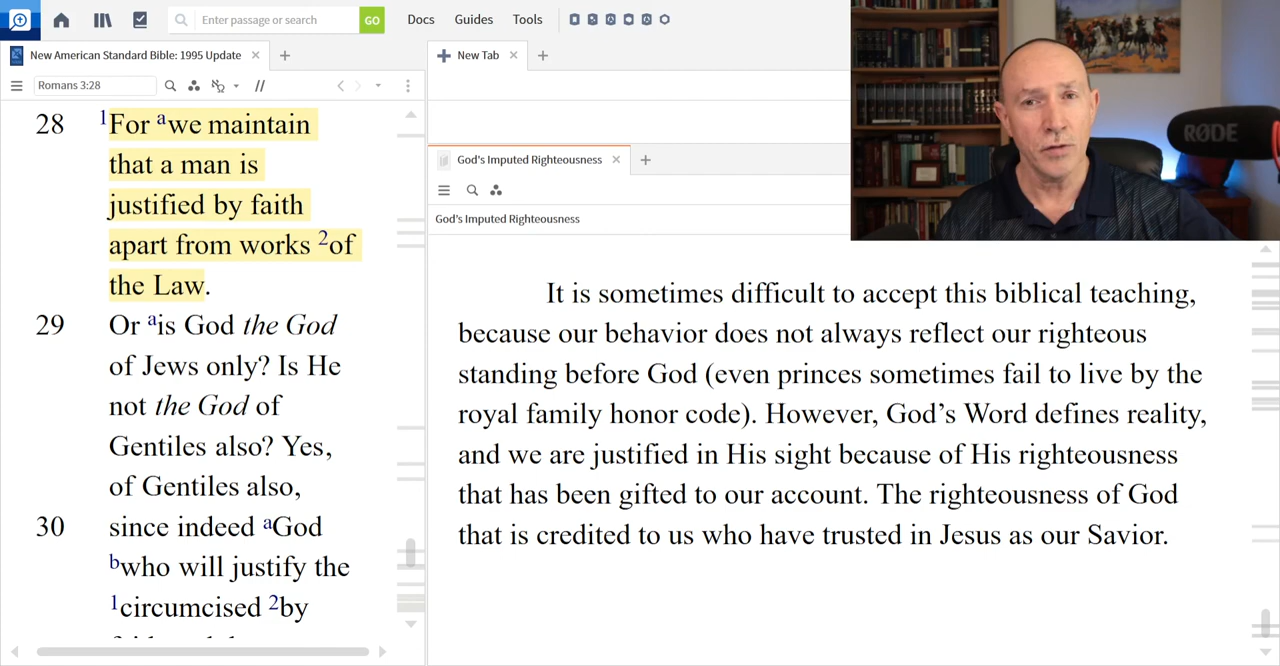 Enter passage or search
GO
Docs
Guides
Tools
New American Standard Bible: 1995 Update
New Tab
Romans 3:28
28 1For awe maintain
that a man is
justified by faith
apart from works 2of
the Law.
29 Or ais God the God
of Jews only? Is He
not the God of
Gentiles also? Yes,
of Gentiles also,
30 since indeed aGod
bwho will justify the
1circumcised 2by
God's Imputed Righteousness
God's Imputed Righteousness
It is sometimes difficult to accept this biblical teaching,
because our behavior does not always reflect our righteous
standing before God (even princes sometimes fail to live by the
royal family honor code). However, God's Word defines reality,
and we are justified in His sight because of His righteousness
that has been gifted to our account. The righteousness of God
that is credited to us who have trusted in Jesus as our Savior.
RØDE